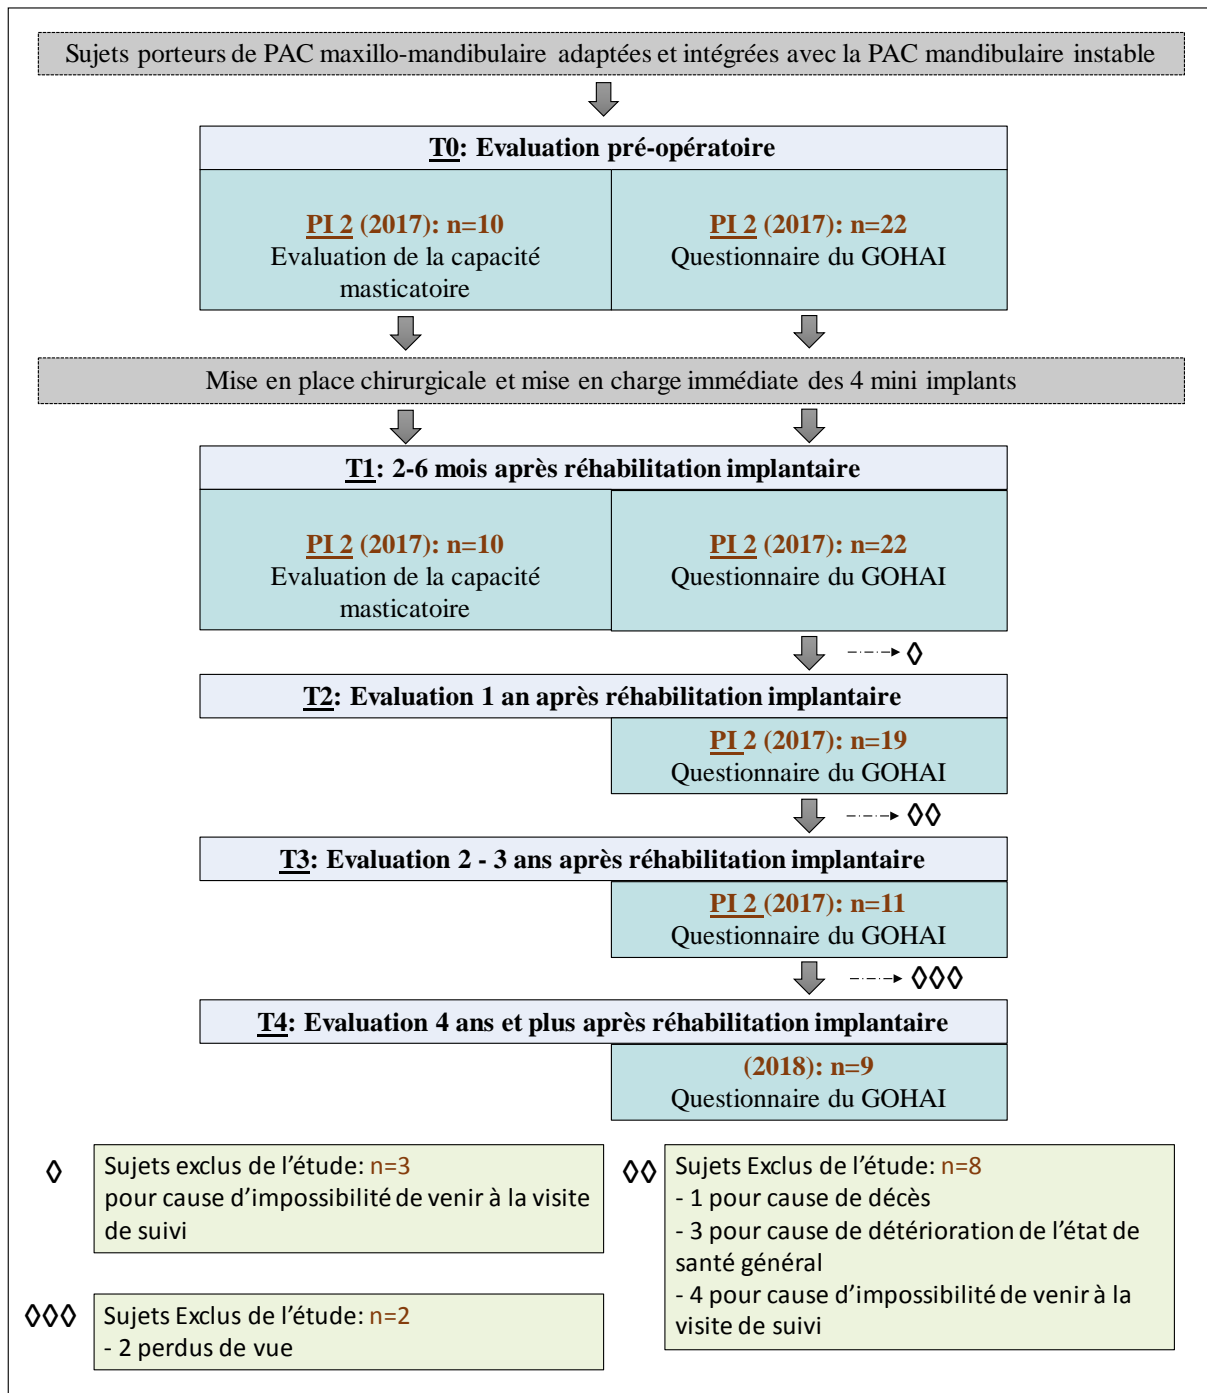 Sujets porteurs de PAC maxillo-mandibulaire adaptées et intégrées avec la PAC mandibulaire instable
T0: Evaluation pré-opératoire
PI 2 (2017): n=10
Evaluation de la capacité
masticatoire
PI 2 (2017): n=22
Questionnaire du GOHAI
Mise en place chirurgicale et mise en charge immédiate des 4 mini implants
T1: 2-6 mois après réhabilitation implantaire
PI 2 (2017): n=10
Evaluation de la capacité
masticatoire
PI 2 (2017): n=22
Questionnaire du GOHAI
◊
T2: Evaluation 1 an après réhabilitation implantaire
PI 2 (2017): n=19
Questionnaire du GOHAI
◊◊
T3: Evaluation 2 - 3 ans après réhabilitation implantaire
PI 2 (2017): n=11
Questionnaire du GOHAI
◊◊◊
T4: Evaluation 4 ans et plus après réhabilitation implantaire
(2018): n=9
Questionnaire du GOHAI
◊
Sujets exclus de l’étude: n=3
pour cause d’impossibilité de venir à la visite
de suivi
◊◊
Sujets Exclus de l’étude: n=8
- 1 pour cause de décès
- 3 pour cause de détérioration de l’état de
santé général
- 4 pour cause d’impossibilité de venir à la
visite de suivi
◊◊◊
Sujets Exclus de l’étude: n=2
- 2 perdus de vue